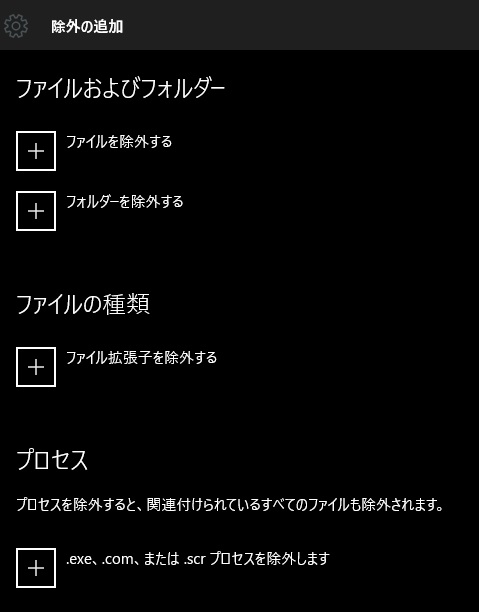 除外の追加
ファイルおよびフォルダー
ファイルを除外する
フォルダーを除外する
ファイルの種類
ファイル拡張子を除外する
プロセス
プロセスを除外すると、関連付けられているすべてのファイルも除外されます。
.exe、.com、または .scr プロセスを除外します